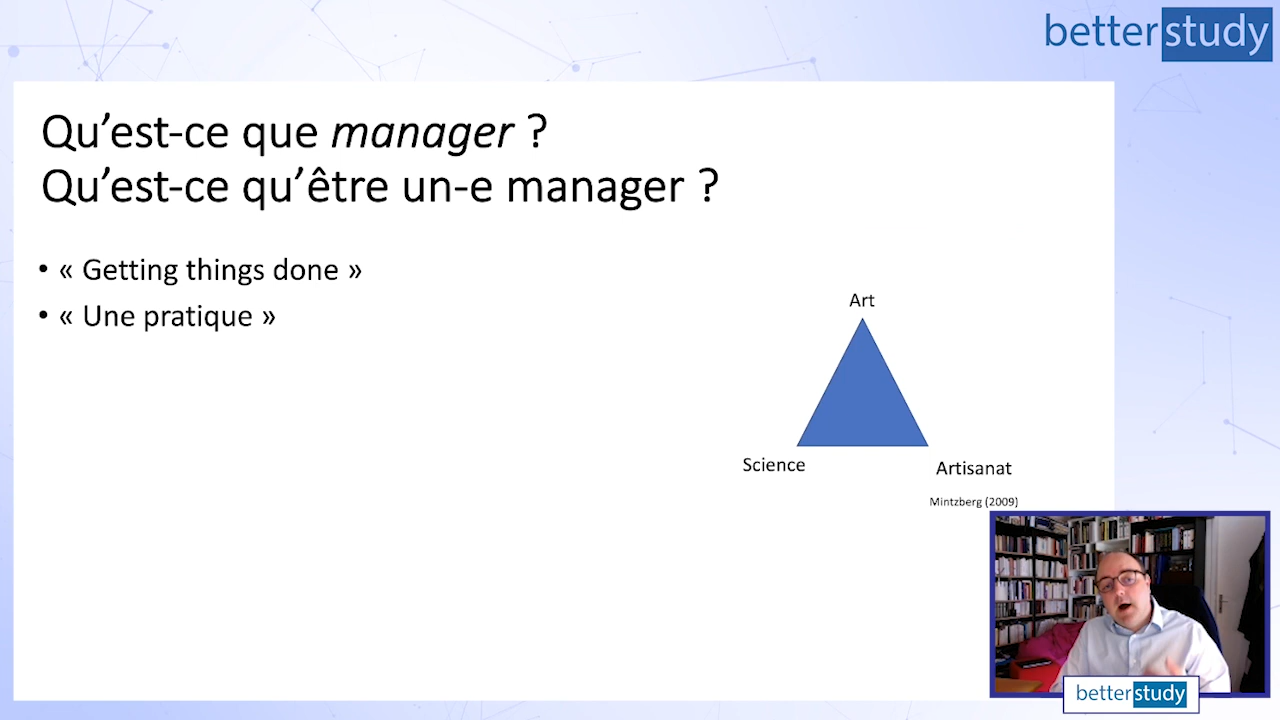 betterstudy
Qu’est-ce que manager ?
Qu’est-ce qu’être un-e manager ?
• « Getting things done »
• « Une pratique »
Art
Science
Artisanat
Mintzberg (2009)
betterstudy